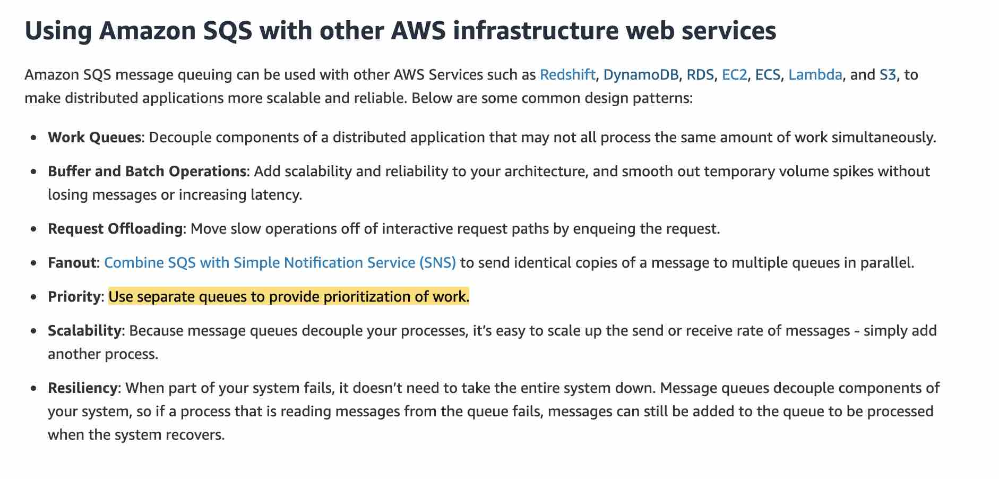 Using Amazon SQS with other AWS infrastructure web services
Amazon SQS message queuing can be used with other AWS Services such as Redshift, DynamoDB, RDS, EC2, ECS, Lambda, and S3, to
make distributed applications more scalable and reliable. Below are some common design patterns:
• Work Queues: Decouple components of a distributed application that may not all process the same amount of work simultaneously.
• Buffer and Batch Operations: Add scalability and reliability to your architecture, and smooth out temporary volume spikes without
losing messages or increasing latency.
• Request Offloading: Move slow operations off of interactive request paths by enqueing the request.
• Fanout: Combine SQS with Simple Notification Service (SNS) to send identical copies of a message to multiple queues in parallel.
• Priority: Use separate queues to provide prioritization of work.
• Scalability: Because message queues decouple your processes, it’s easy to scale up the send or receive rate of messages - simply add
another process.
• Resiliency: When part of your system fails, it doesn’t need to take the entire system down. Message queues decouple components of
your system, so if a process that is reading messages from the queue fails, messages can still be added to the queue to be processed
when the system recovers.